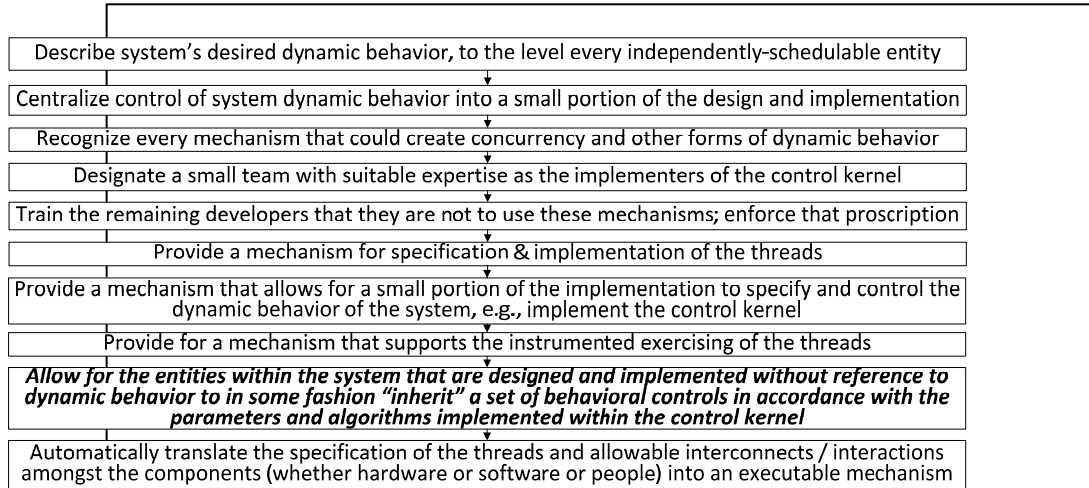 Describe system's desired dynamic behavior, to the level every independently-schedulable entity
Centralize control of system dynamic behavior into a small portion of the design and implementation
Recognize every mechanism that could create concurrency and other forms of dynamic behavior
Designate a small team with suitable expertise as the implementers of the control kernel
Train the remaining developers that they are not to use these mechanisms; enforce that proscription
Provide a mechanism for specification & implementation of the threads
Provide a mechanism that allows for a small portion of the implementation to specify and control the
dynamic behavior of the system, e.g., implement the control kernel
Provide for a mechanism that supports the instrumented exercising of the threads
Allow for the entities within the system that are designed and implemented without reference to
dynamic behavior to in some fashion “inherit” a set of behavioral controls in accordance with the
parameters and algorithms implemented within the control kernel
Automatically translate the specification of the threads and allowable interconnects / interactions
amongst the components (whether hardware or software or people) into an executable mechanism